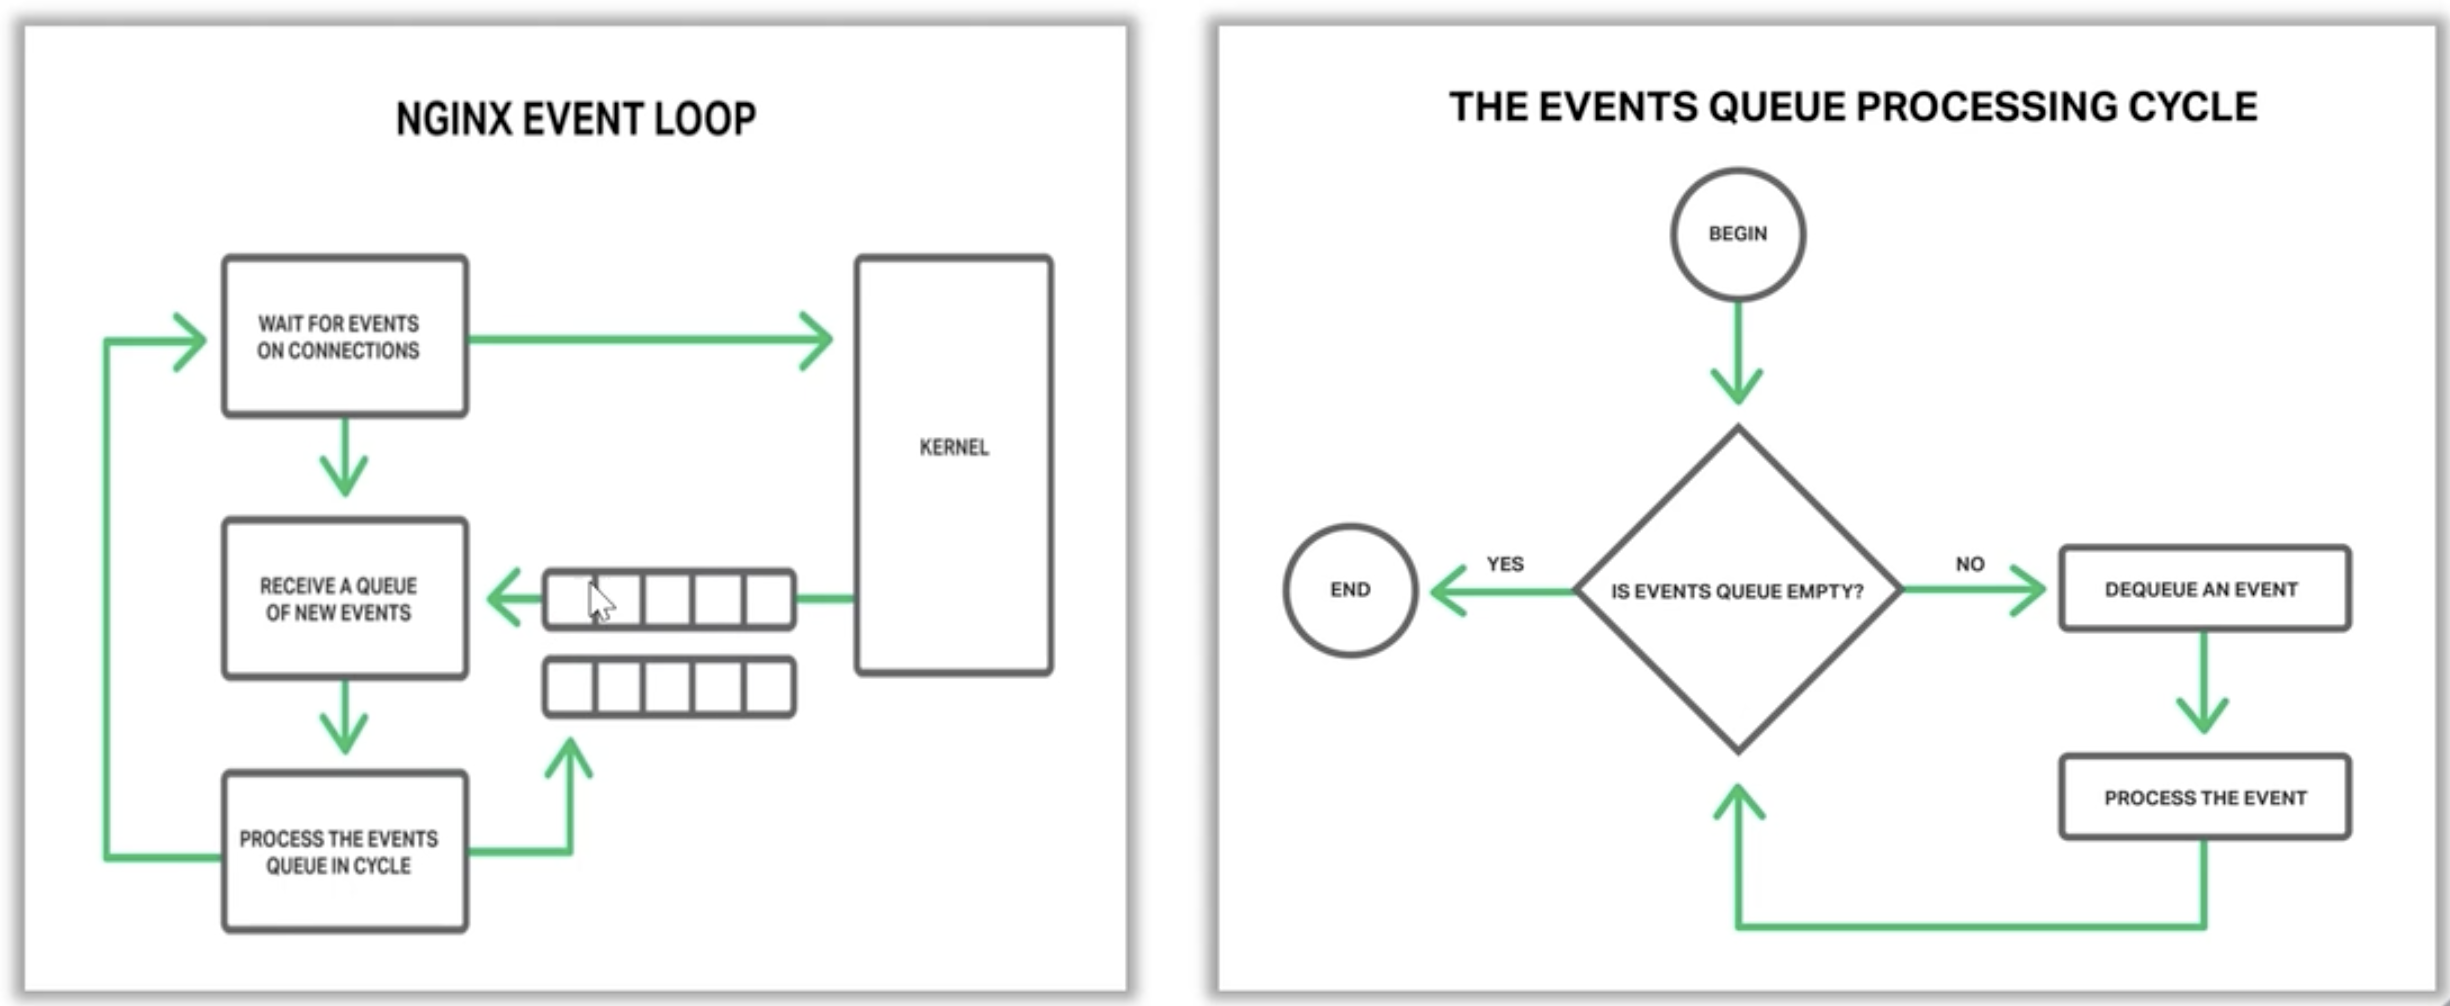 NGINX EVENT LOOP
WAIT FOR EVENTS
ON CONNECTIONS
KERNEL
RECEIVE A QUEUE
OF NEW EVENTS
PROCESS THE EVENTS
QUEUE IN CYCLE
THE EVENTS QUEUE PROCESSING CYCLE
BEGIN
IS EVENTS QUEUE EMPTY?
YES
END
NO
DEQUEUE AN EVENT
PROCESS THE EVENT